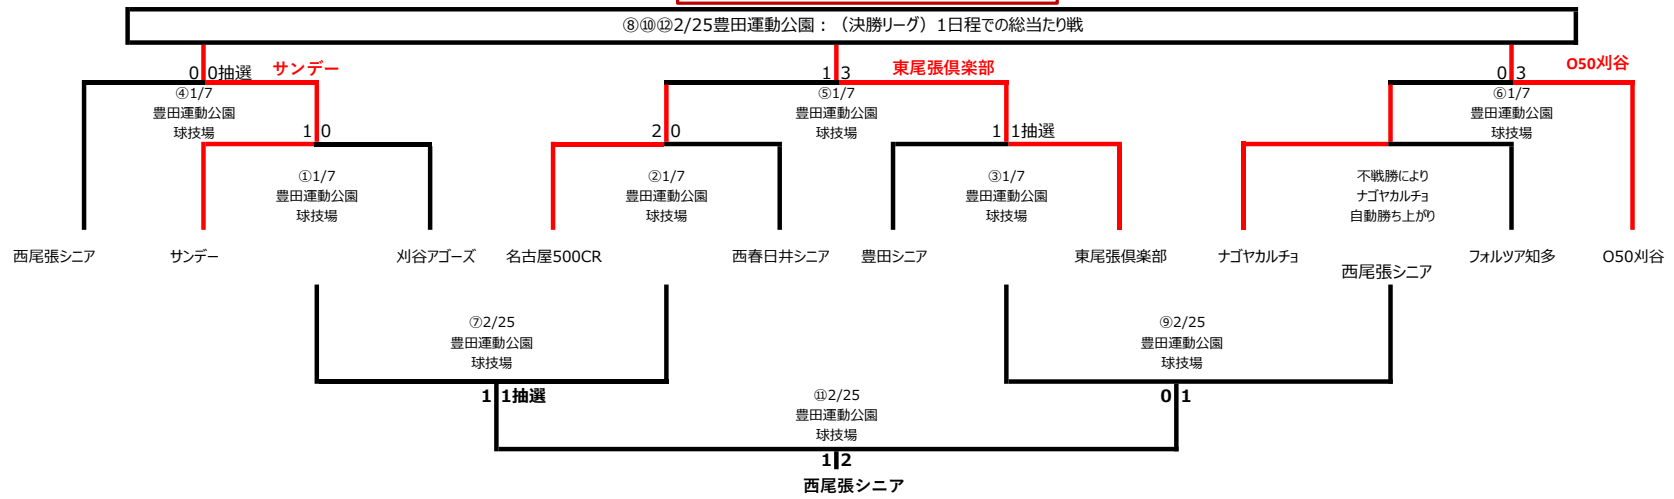 ⑧⑩⑫2/25豊田運動公園：（決勝リーグ）1日程での総当たり戦
0 0抽選 サンデー
1 3 東尾張倶楽部
0 3 O50刈谷
④1/7
豊田運動公園
球技場
⑤1/7
豊田運動公園
球技場
⑥1/7
豊田運動公園
球技場
1 0
2 0
1 1抽選
①1/7
豊田運動公園
球技場
②1/7
豊田運動公園
球技場
③1/7
豊田運動公園
球技場
不戦勝により
ナゴヤカルチョ
自動勝ち上がり
西尾張シニア サンデー 刈谷アゴーズ 名古屋500CR 西春日井シニア 豊田シニア 東尾張倶楽部 ナゴヤカルチョ フォルツア知多 O50刈谷
西尾張シニア
⑦2/25
豊田運動公園
球技場
⑨2/25
豊田運動公園
球技場
1 1抽選
0 1
⑪2/25
豊田運動公園
球技場
1 2
西尾張シニア